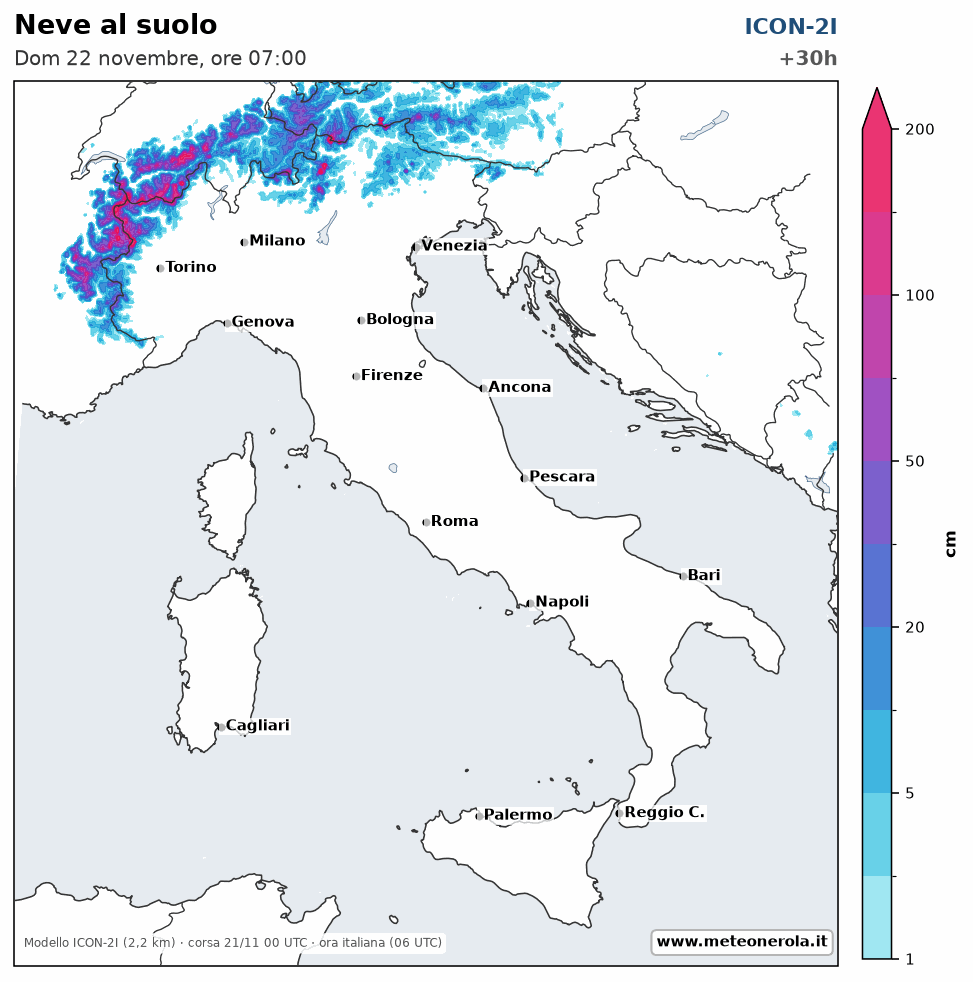 Neve al suolo
ICON-2I
Dom 22 novembre, ore 07:00
+30h
200
100
50
20
5
1
cm
Milano
Venezia
Torino
Genova
Bologna
Firenze
Ancona
Pescara
Roma
Bari
Napoli
Cagliari
Palermo
Reggio C.
Modello ICON-2I (2,2 km) · corsa 21/11 00 UTC · ora italiana (06 UTC)
www.meteonerola.it